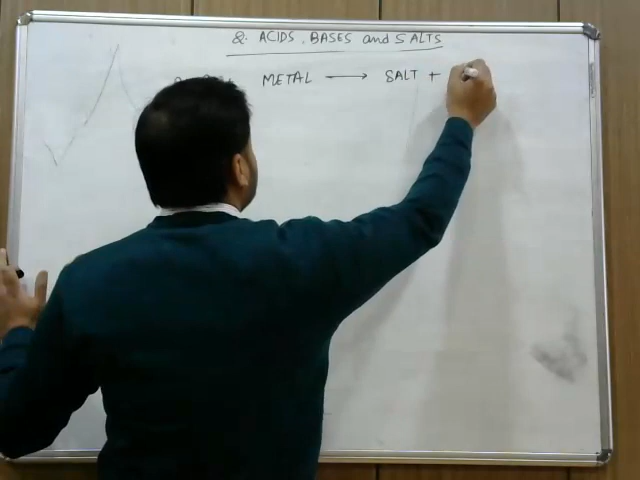 2. ACIDS, BASES and SALTS
METAL → SALT +